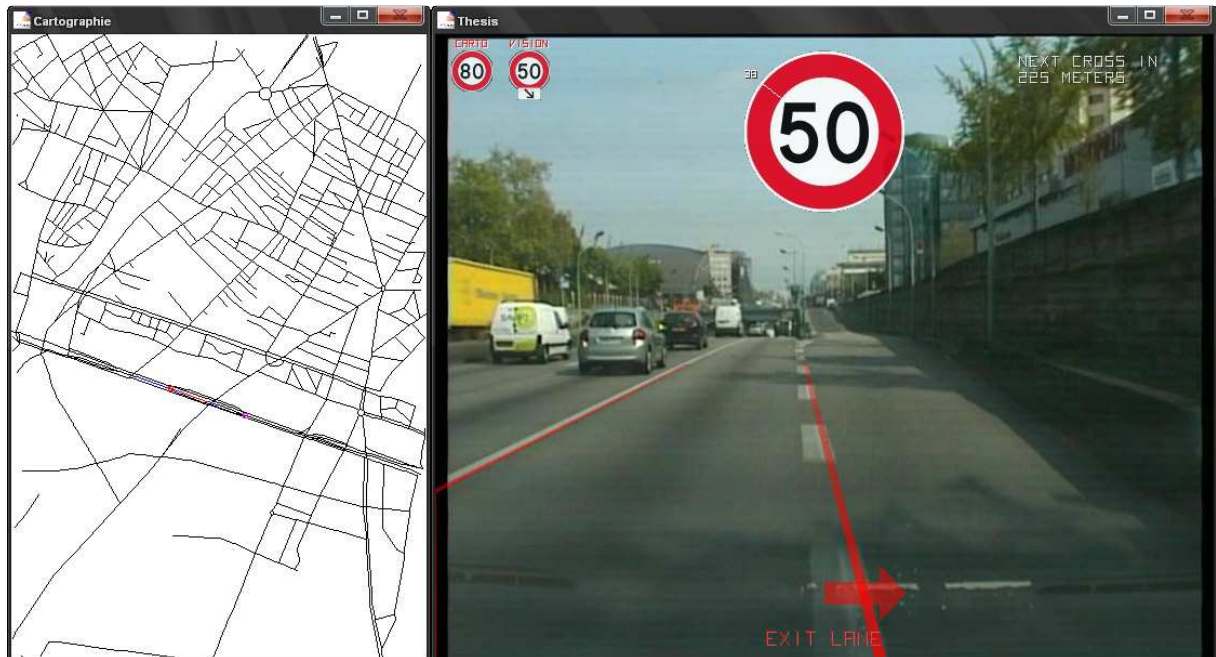 Cartographie
Thesis
CARTO
VISION
80
50
38
50
NEXT CROSS IN
225 METERS
EXIT LANE